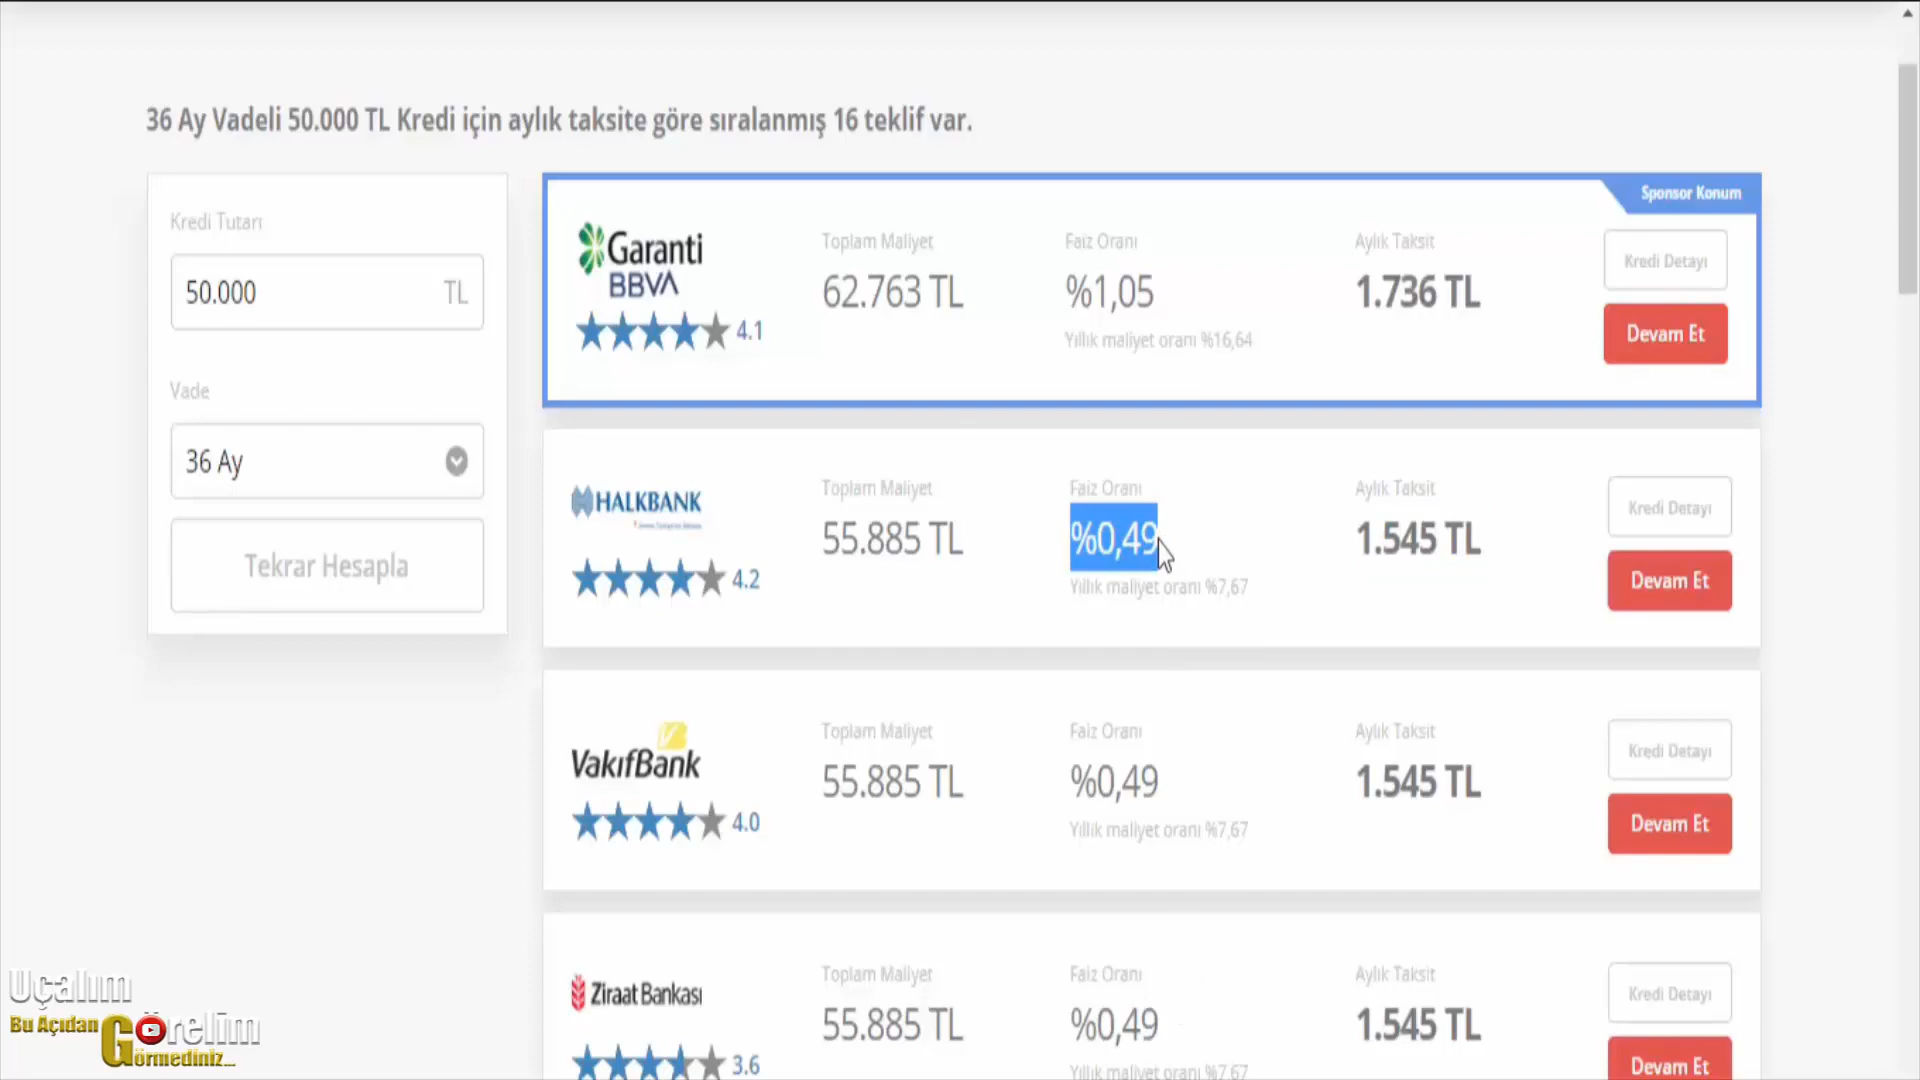 36 Ay Vadeli 50.000 TL Kredi için aylık taksite göre sıralanmış 16 teklif var.
Kredi Tutarı
50.000 TL
Vade
36 Ay
Tekrar Hesapla
Sponsor Konum
Garanti
BBVA
4.1
Toplam Maliyet
62.763 TL
Faiz Oranı
%1,05
Yıllık maliyet oranı %16,64
Aylık Taksit
1.736 TL
Kredi Detayı
Devam Et
HALKBANK
4.2
Toplam Maliyet
55.885 TL
Faiz Oranı
%0,49
Yıllık maliyet oranı %7,67
Aylık Taksit
1.545 TL
Kredi Detayı
Devam Et
VakıfBank
4.0
Toplam Maliyet
55.885 TL
Faiz Oranı
%0,49
Yıllık maliyet oranı %7,67
Aylık Taksit
1.545 TL
Kredi Detayı
Devam Et
Ziraat Bankası
3.6
Toplam Maliyet
55.885 TL
Faiz Oranı
%0,49
Yıllık maliyet oranı %7,67
Aylık Taksit
1.545 TL
Kredi Detayı
Devam Et
Uçalım
Görelim
Bu Açıdan
Görmediniz...